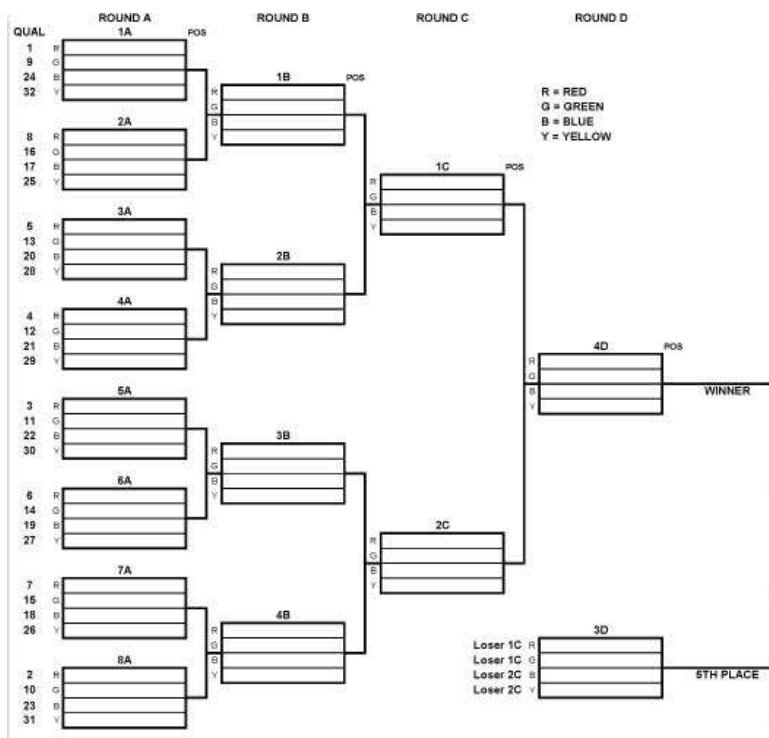 ROUND A ROUND B ROUND C ROUND D
QUAL 1A POS
1 R
9 G
24 B
32 Y
1B POS
R
G
B
Y
R = RED
G = GREEN
B = BLUE
Y = YELLOW
2A
8 R
16 G
17 B
25 Y
1C POS
R
G
B
Y
3A
5 R
13 G
20 B
28 Y
2B
R
G
B
Y
4A
4 R
12 G
21 B
29 Y
4D POS
R
G
B
Y
WINNER
5A
3 R
11 G
22 B
30 Y
3B
R
G
B
Y
6A
6 R
14 G
19 B
27 Y
2C
R
G
B
Y
7A
7 R
15 G
18 B
26 Y
4B
R
G
B
Y
3D
Loser 1C R
Loser 1C G
Loser 2C B
Loser 2C Y
5TH PLACE
8A
2 R
10 G
23 B
31 Y